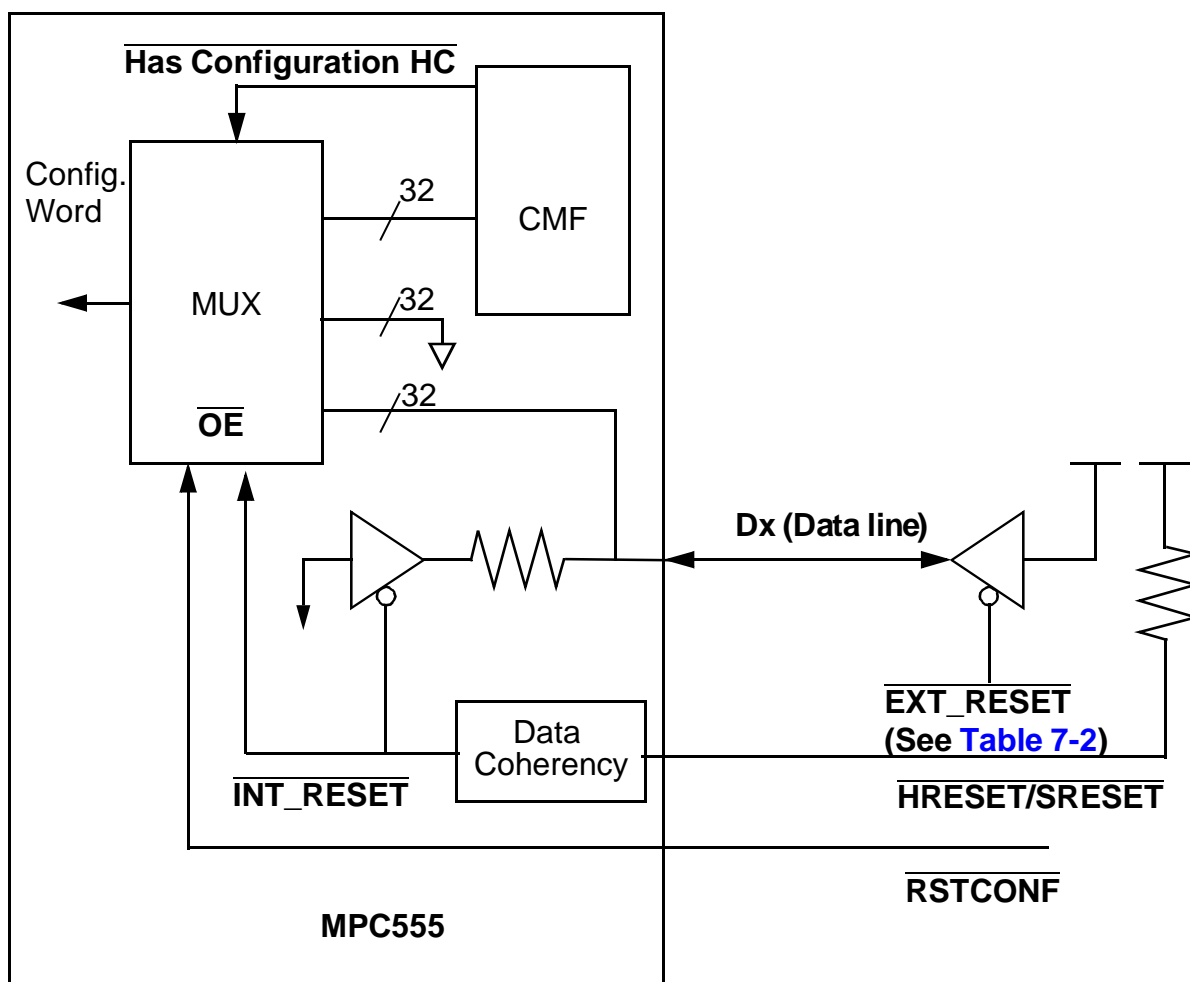 Has Configuration HC
Config.
Word
32
CMF
MUX
32
32
OE
Dx (Data line)
EXT_RESET
(See Table 7-2)
Data
Coherency
INT_RESET
HRESET/SRESET
RSTCONF
MPC555